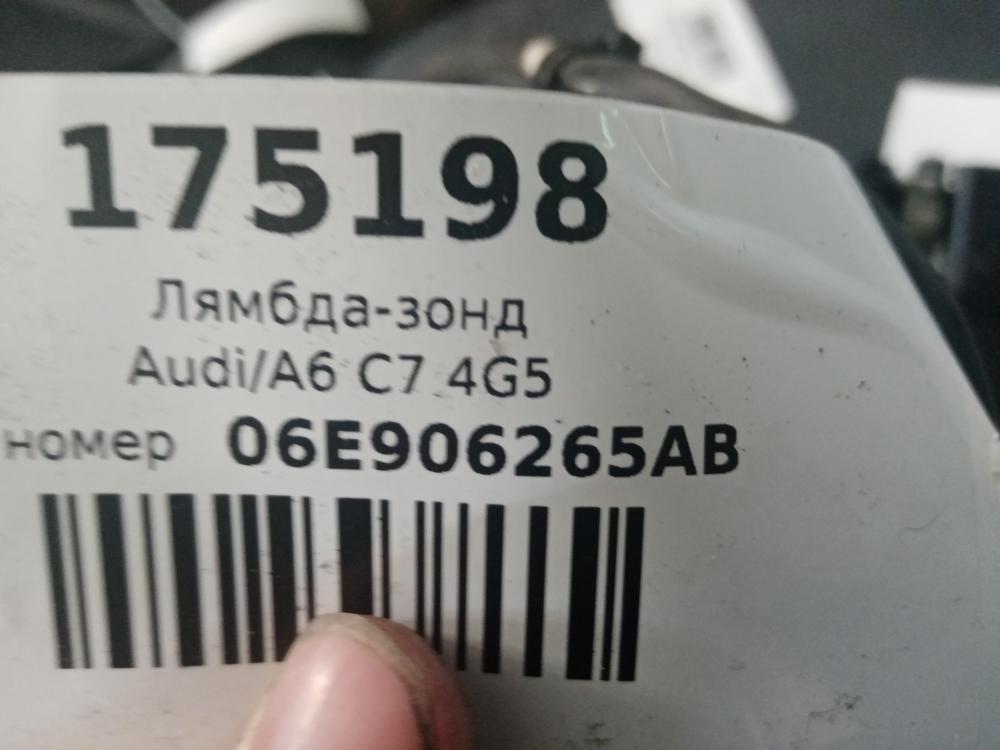 175198
Лямбда-зонд
Audi/A6 C7 4G5
номер 06E906265AB